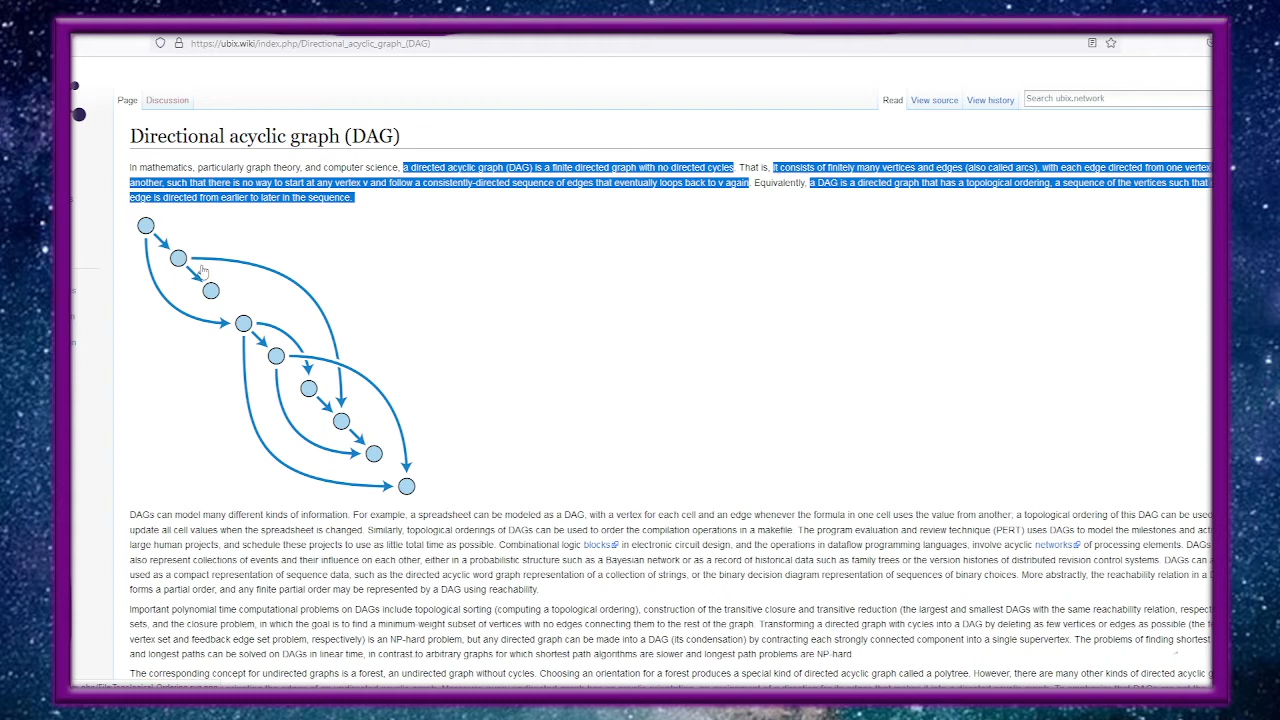 https://ubix.wiki/index.php/Directional_acyclic_graph_(DAG)
Page Discussion Read View source View history Search ubix.network
Directional acyclic graph (DAG)
In mathematics, particularly graph theory, and computer science, a directed acyclic graph (DAG) is a finite directed graph with no directed cycles. That is, it consists of finitely many vertices and edges (also called arcs), with each edge directed from one vertex
another, such that there is no way to start at any vertex v and follow a consistently-directed sequence of edges that eventually loops back to v again. Equivalently, a DAG is a directed graph that has a topological ordering, a sequence of the vertices such that
edge is directed from earlier to later in the sequence.
DAGs can model many different kinds of information. For example, a spreadsheet can be modeled as a DAG, with a vertex for each cell and an edge whenever the formula in one cell uses the value from another, a topological ordering of this DAG can be used
update all cell values when the spreadsheet is changed. Similarly, topological orderings of DAGs can be used to order the compilation operations in a makefile. The program evaluation and review technique (PERT) uses DAGs to model the milestones and
large human projects, and schedule these projects to use as little total time as possible. Combinational logic blocks in electronic circuit design, and the operations in dataflow programming languages, involve acyclic networks of processing elements. DAGs
also represent collections of events and their influence on each other, either in a probabilistic structure such as a Bayesian network or as a record of historical data such as family trees or the version histories of distributed revision control systems. DAGs can
used as a compact representation of sequence data, such as the directed acyclic word graph representation of a collection of strings, or the binary decision diagram representation of sequences of binary choices. More abstractly, the reachability relation in a
forms a partial order, and any finite partial order may be represented by a DAG using reachability.
Important polynomial time computational problems on DAGs include topological sorting (computing a topological ordering), construction of the transitive closure and transitive reduction (the largest and smallest DAGs with the same reachability relation,
sets, and the closure problem, in which the goal is to find a minimum-weight subset of vertices with no edges connecting them to the rest of the graph. Transforming a directed graph with cycles into a DAG by deleting as few vertices or edges as possible (the
vertex set and feedback edge set problem, respectively) is an NP-hard problem, but any directed graph can be made into a DAG (its condensation) by contracting each strongly connected component into a single supervertex. The problems of finding shortest
and longest paths can be solved on DAGs in linear time, in contrast to arbitrary graphs for which shortest path algorithms are slower and longest path problems are NP-hard
The corresponding concept for undirected graphs is a forest, an undirected graph without cycles. Choosing an orientation for a forest produces a special kind of directed acyclic graph called a polytree. However, there are many other kinds of directed acyclic